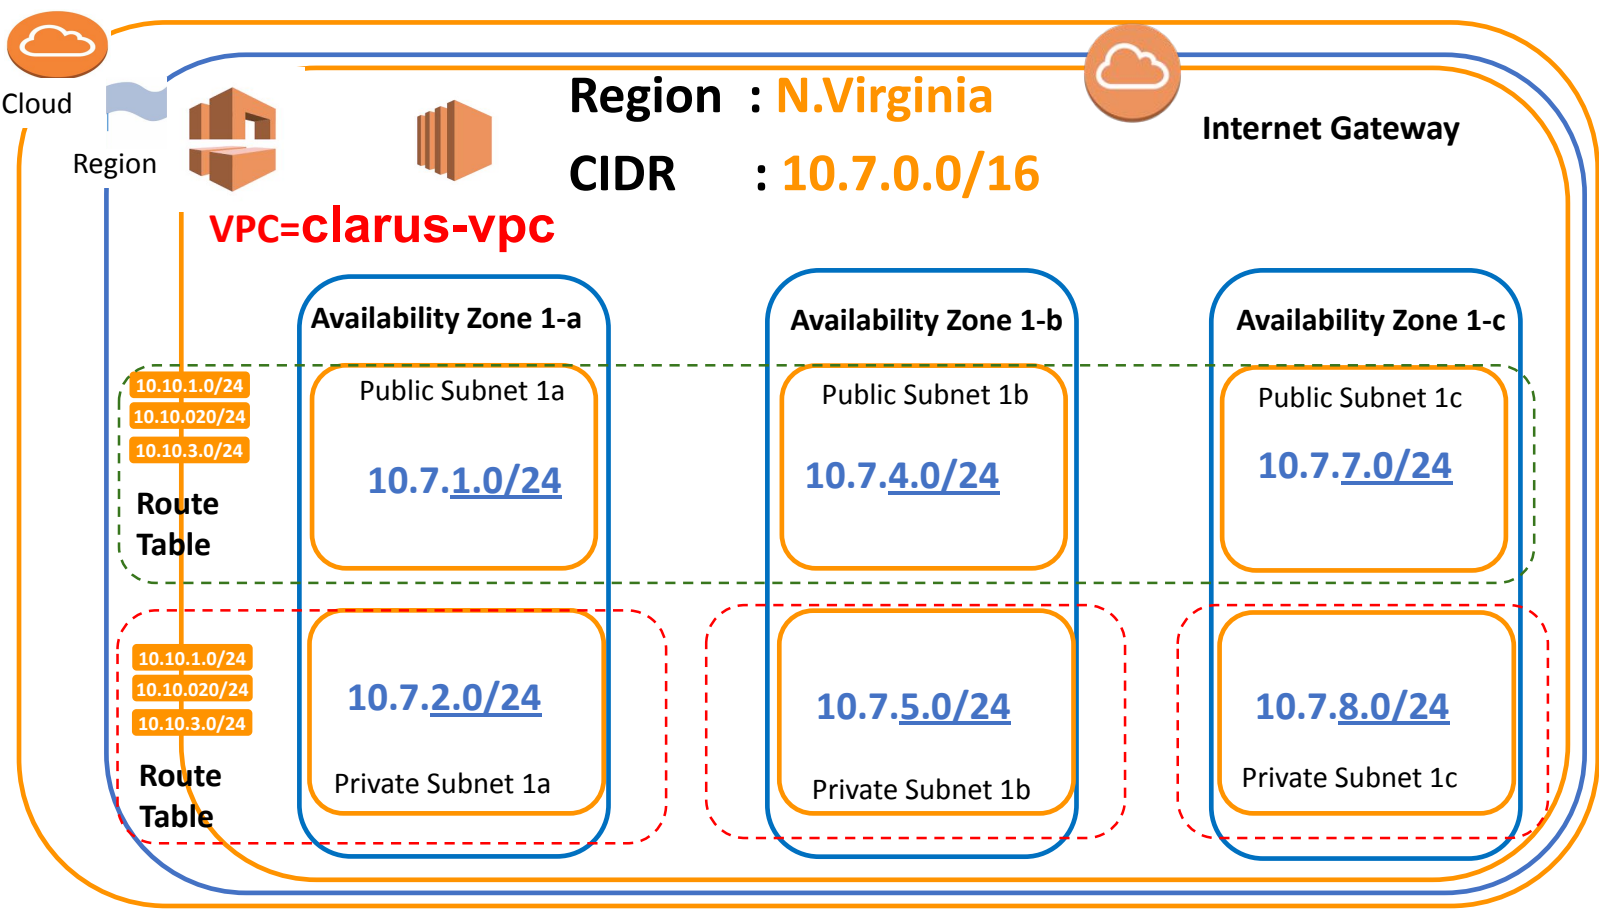 Cloud
Region
Region : N.Virginia
CIDR : 10.7.0.0/16
Internet Gateway
VPC=clarus-vpc
Availability Zone 1-a
Availability Zone 1-b
Availability Zone 1-c
10.10.1.0/24
10.10.020/24
10.10.3.0/24
Route
Table
Public Subnet 1a
10.7.1.0/24
Public Subnet 1b
10.7.4.0/24
Public Subnet 1c
10.7.7.0/24
10.10.1.0/24
10.10.020/24
10.10.3.0/24
Route
Table
10.7.2.0/24
Private Subnet 1a
10.7.5.0/24
Private Subnet 1b
10.7.8.0/24
Private Subnet 1c